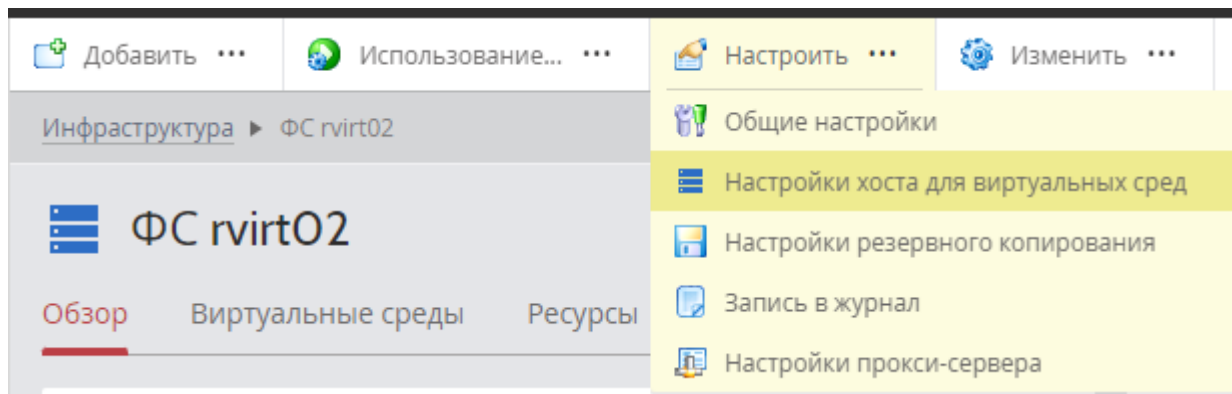 Добавить ••• Использование... ••• Настроить ••• Изменить •••
Инфраструктура ▶ ФС rvirt02
Общие настройки
Настройки хоста для виртуальных сред
ФС rvirt02
Настройки резервного копирования
Обзор Виртуальные среды Ресурсы
Запись в журнал
Настройки прокси-сервера